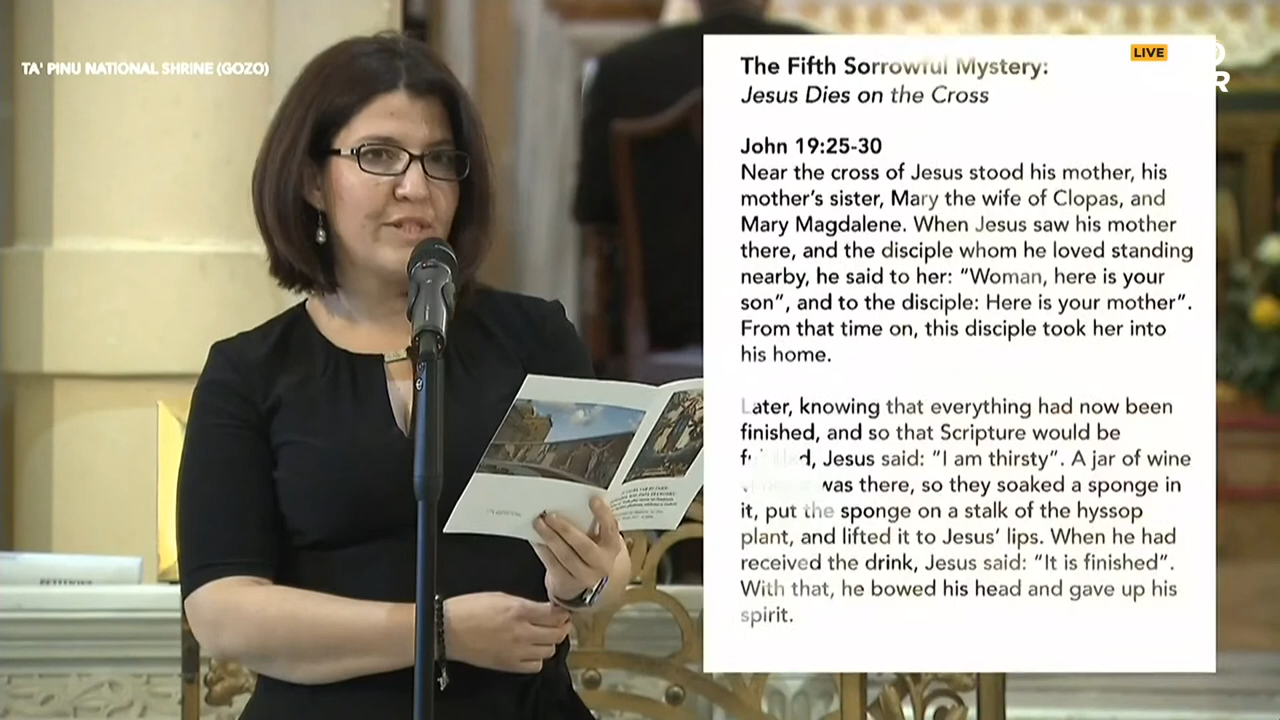 TA' PINU NATIONAL SHRINE (GOZO)
LIVE
The Fifth Sorrowful Mystery:
Jesus Dies on the Cross
John 19:25-30
Near the cross of Jesus stood his mother, his
mother's sister, Mary the wife of Clopas, and
Mary Magdalene. When Jesus saw his mother
there, and the disciple whom he loved standing
nearby, he said to her: "Woman, here is your
son", and to the disciple: Here is your mother".
From that time on, this disciple took her into
his home.
Later, knowing that everything had now been
finished, and so that Scripture would be
Jesus said: "I am thirsty". A jar of wine
was there, so they soaked a sponge in
it, put the sponge on a stalk of the hyssop
plant, and lifted it to Jesus' lips. When he had
received the drink, Jesus said: "It is finished".
With that, he bowed his head and gave up his
spirit.